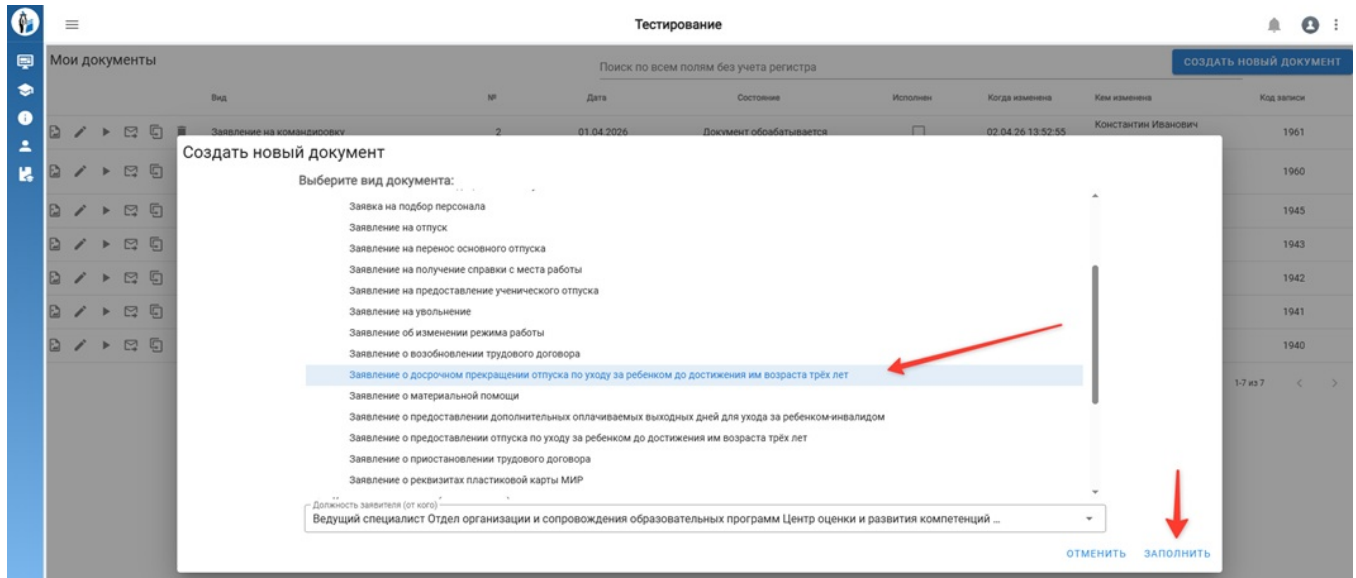 Тестирование
Мои документы
Поиск по всем полям без учета регистра
СОЗДАТЬ НОВЫЙ ДОКУМЕНТ
Вид № Дата Состояние Исполнен Когда изменена Кем изменена Код записи
Заявление на командировку 2 01.04.2026 Документ обрабатывается 02.04.26 13:52:55 Константин Иванович 1961
Создать новый документ
Выберите вид документа:
1960
Заявка на подбор персонала
1945
Заявление на отпуск
Заявление на перенос основного отпуска
1943
Заявление на получение справки с места работы
1942
Заявление на предоставление ученического отпуска
Заявление на увольнение
1941
Заявление об изменении режима работы
1940
Заявление о возобновлении трудового договора
Заявление о досрочном прекращении отпуска по уходу за ребенком до достижения им возраста трёх лет
1-7 из 7
Заявление о материальной помощи
Заявление о предоставлении дополнительных оплачиваемых выходных дней для ухода за ребенком-инвалидом
Заявление о предоставлении отпуска по уходу за ребенком до достижения им возраста трёх лет
Заявление о приостановлении трудового договора
Заявление о реквизитах пластиковой карты МИР
Должность заявителя (от кого)
Ведущий специалист Отдел организации и сопровождения образовательных программ Центр оценки и развития компетенций ...
ОТМЕНИТЬ ЗАПОЛНИТЬ